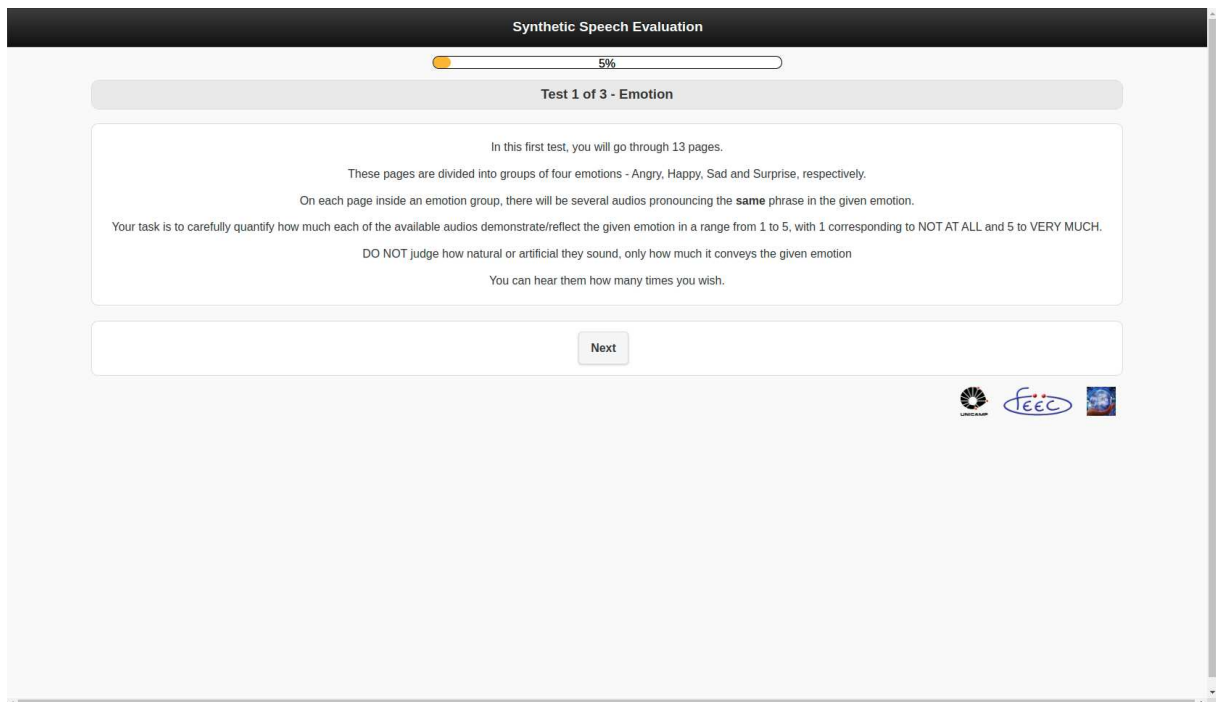 Synthetic Speech Evaluation
5%
Test 1 of 3 - Emotion
In this first test, you will go through 13 pages.
These pages are divided into groups of four emotions - Angry, Happy, Sad and Surprise, respectively.
On each page inside an emotion group, there will be several audios pronouncing the same phrase in the given emotion.
Your task is to carefully quantify how much each of the available audios demonstrate/reflect the given emotion in a range from 1 to 5, with 1 corresponding to NOT AT ALL and 5 to VERY MUCH.
DO NOT judge how natural or artificial they sound, only how much it conveys the given emotion
You can hear them how many times you wish.
Next
UNICAMP
feec